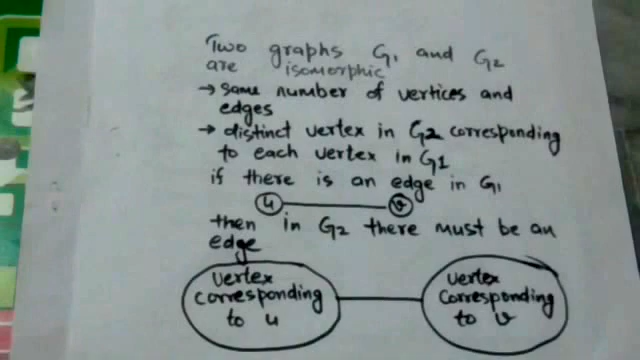 Two graphs G1 and G2
are isomorphic
→ same number of vertices and
edges
→ distinct vertex in G2 corresponding
to each vertex in G1
if there is an edge in G1
u v
then in G2 there must be an
edge
vertex corresponding to u
vertex corresponding to v